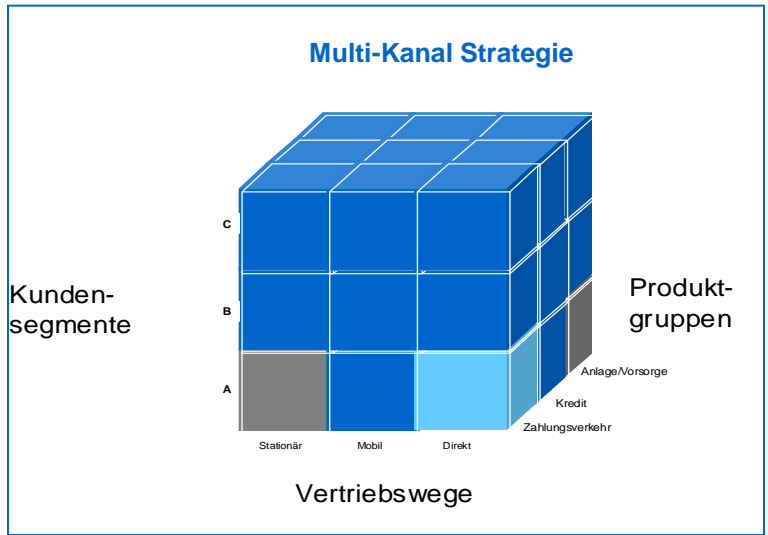 Multi-Kanal Strategie
C
Kunden-
segmente
B
Produkt-
gruppen
A
Anlage/Vorsorge
Kredit
Zahlungsverkehr
Stationär
Mobil
Direkt
Vertriebswege